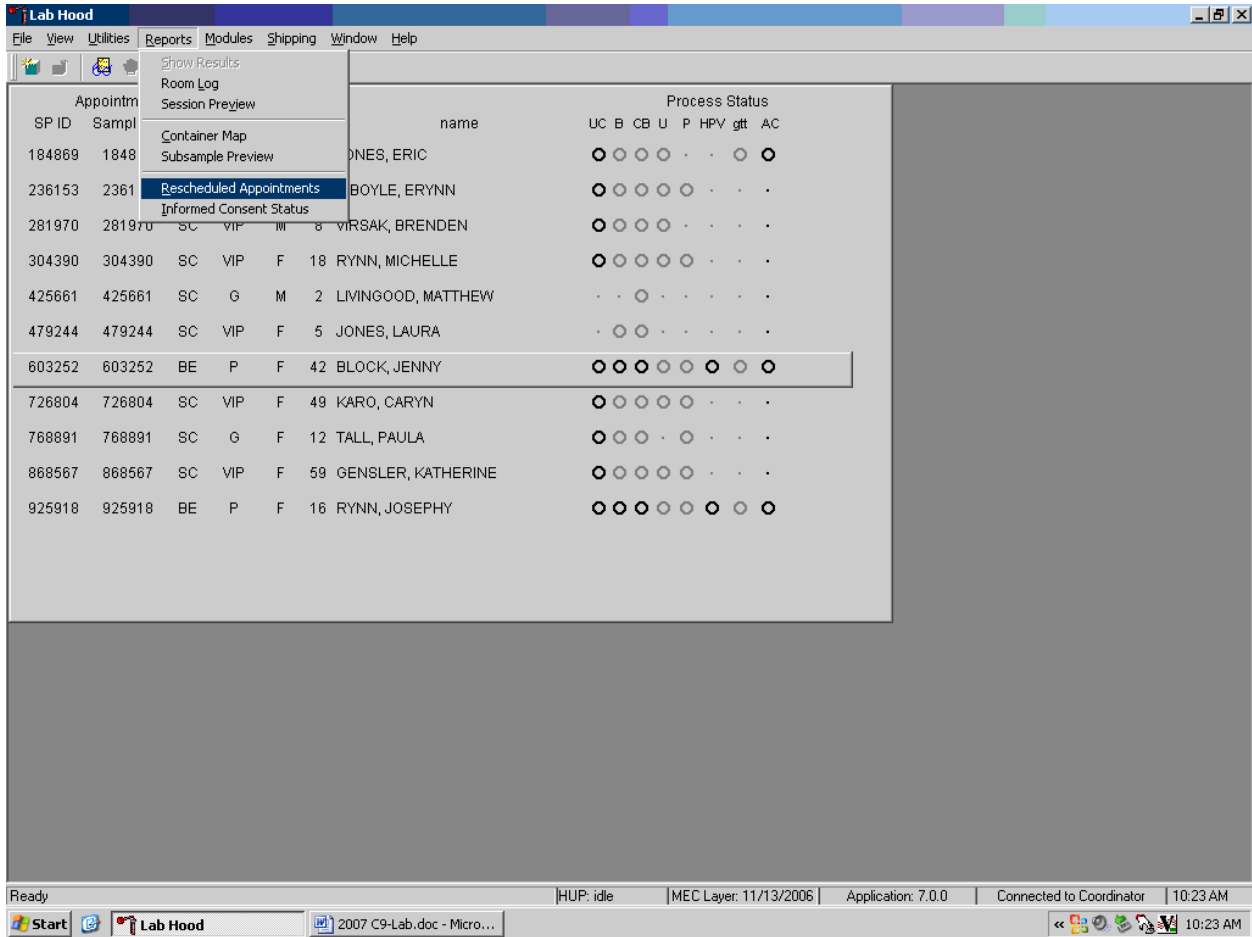 Lab Hood
File View Utilities Reports Modules Shipping Window Help
Show Results
Room Log
Session Preview
Container Map
Subsample Preview
Rescheduled Appointments
Informed Consent Status
Appointm Process Status
SP ID Sampl name UC B CB U P HPV gtt AC
184869 1848 ONES, ERIC
236153 2361 BOYLE, ERYNN
281970 281970 SC VIP M 8 VIRSAK, BRENDEN
304390 304390 SC VIP F 18 RYNN, MICHELLE
425661 425661 SC G M 2 LIVINGOOD, MATTHEW
479244 479244 SC VIP F 5 JONES, LAURA
603252 603252 BE P F 42 BLOCK, JENNY
726804 726804 SC VIP F 49 KARO, CARYN
768891 768891 SC G F 12 TALL, PAULA
868567 868567 SC VIP F 59 GENSLER, KATHERINE
925918 925918 BE P F 16 RYNN, JOSEPHY
Ready HUP: idle MEC Layer: 11/13/2006 Application: 7.0.0 Connected to Coordinator 10:23 AM
Start Lab Hood 2007 C9-Lab.doc - Micro... « 10:23 AM